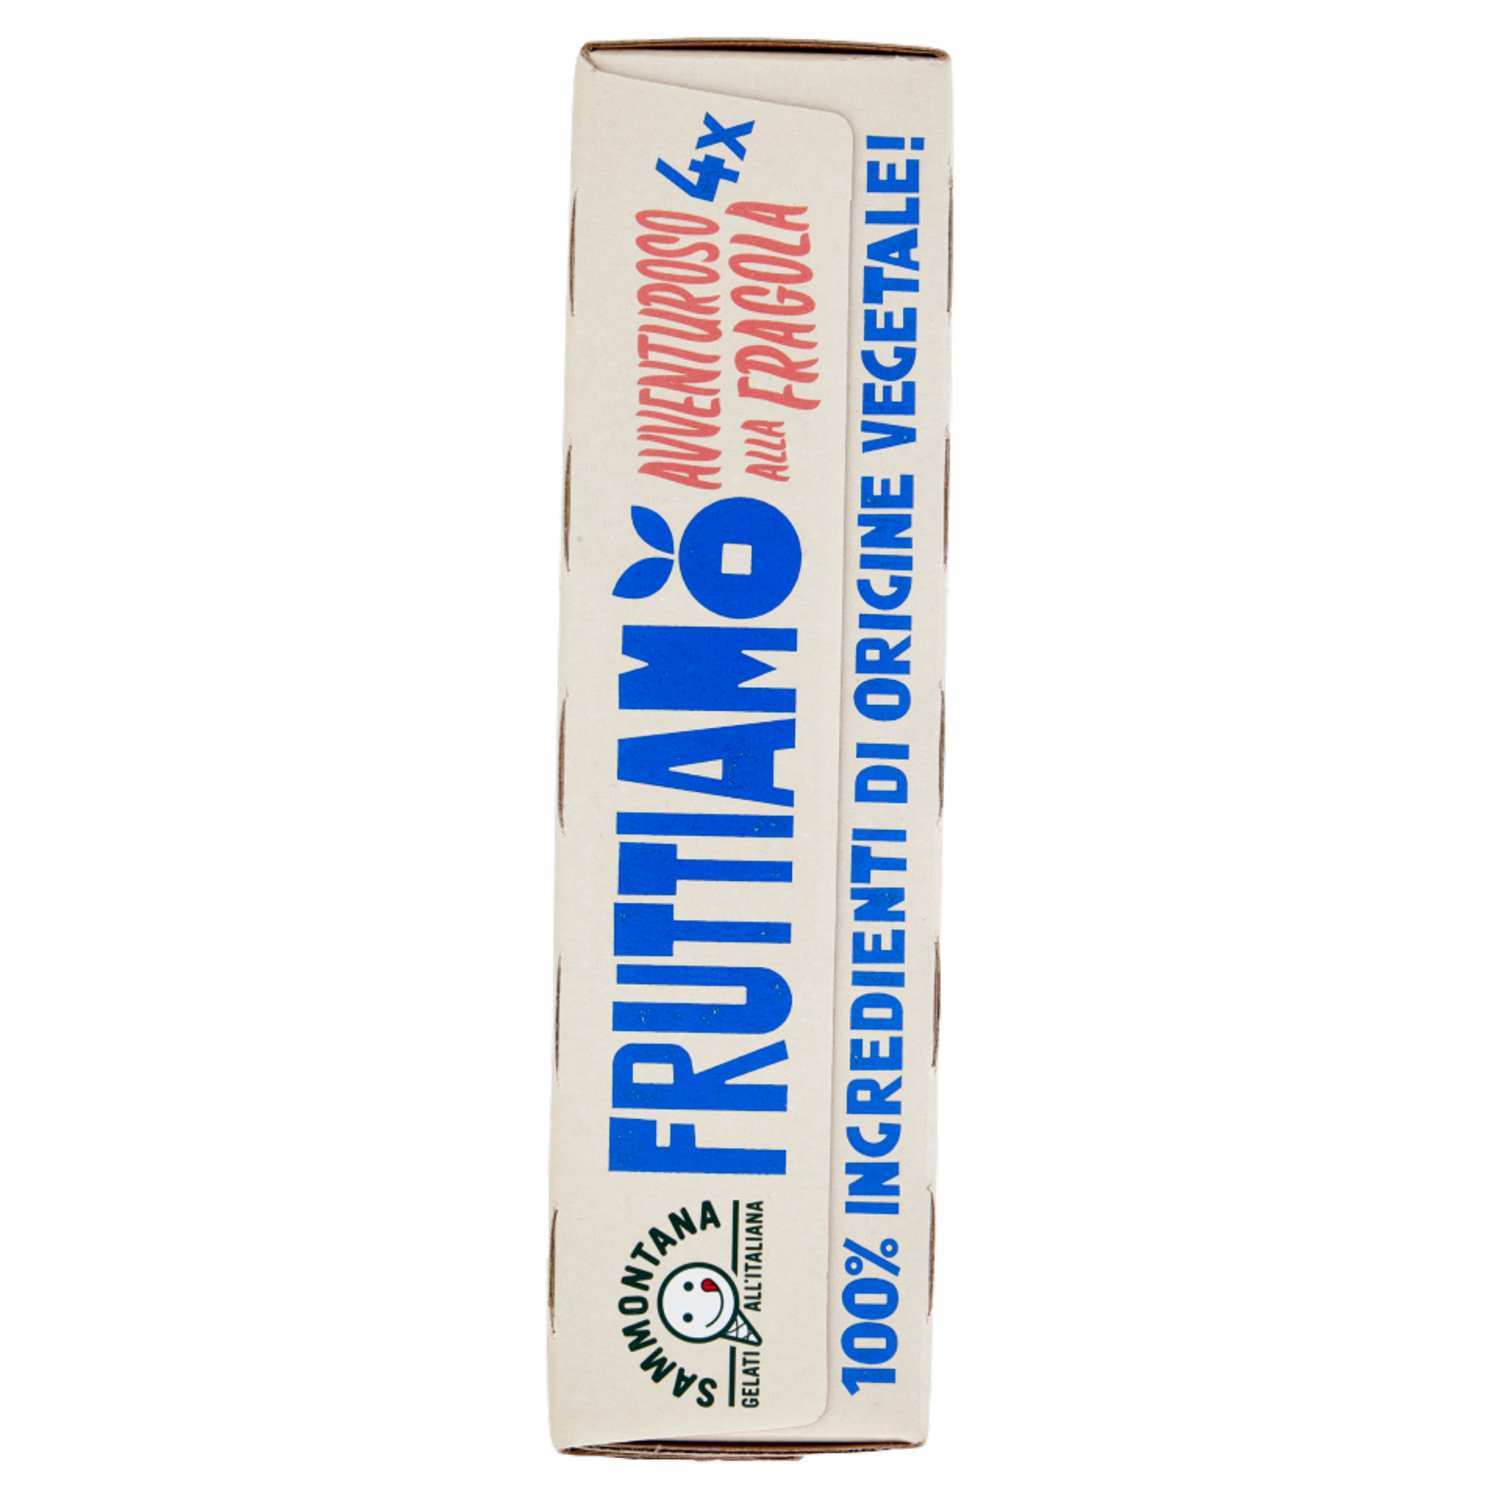 SAMMONTANA
GELATI ALL'ITALIANA
FRUTTIAMO
AVVENTUROSO
ALLA FRAGOLA
4x
100% INGREDIENTI DI ORIGINE VEGETALE!